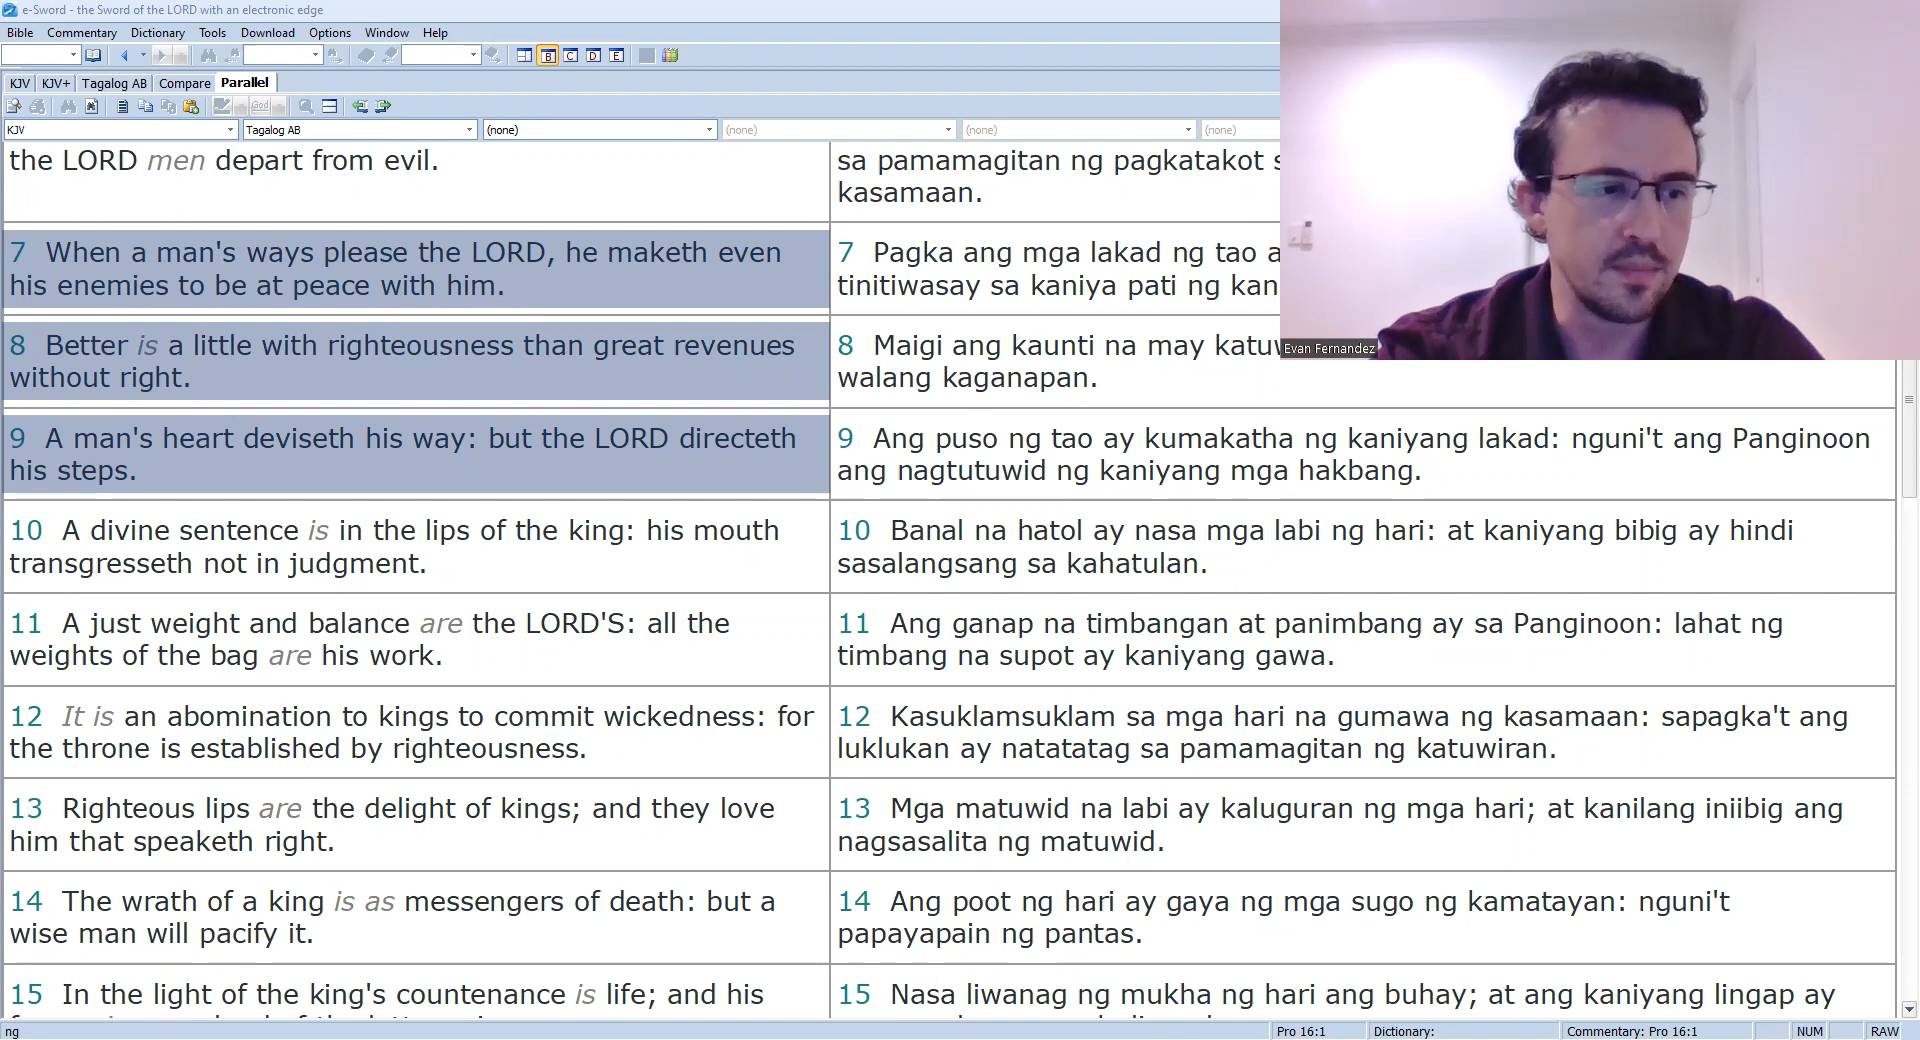 e-Sword - the Sword of the LORD with an electronic edge
Bible Commentary Dictionary Tools Download Options Window Help
B C D E
KJV KJV+ Tagalog AB Compare Parallel
God
KJV Tagalog AB (none) (none) (none) (none)
the LORD men depart from evil.
sa pamamagitan ng pagkatakot
kasamaan.
7 When a man's ways please the LORD, he maketh even
his enemies to be at peace with him.
7 Pagka ang mga lakad ng tao
tinitiwasay sa kaniya pati ng
8 Better is a little with righteousness than great revenues
without right.
8 Maigi ang kaunti na may
walang kaganapan.
Evan Fernandez
9 A man's heart deviseth his way: but the LORD directeth
his steps.
9 Ang puso ng tao ay kumakatha ng kaniyang lakad: nguni't ang Panginoon
ang nagtutuwid ng kaniyang mga hakbang.
10 A divine sentence is in the lips of the king: his mouth
transgresseth not in judgment.
10 Banal na hatol ay nasa mga labi ng hari: at kaniyang bibig ay hindi
sasalangsang sa kahatulan.
11 A just weight and balance are the LORD'S: all the
weights of the bag are his work.
11 Ang ganap na timbangan at panimbang ay sa Panginoon: lahat ng
timbang na supot ay kaniyang gawa.
12 It is an abomination to kings to commit wickedness: for
the throne is established by righteousness.
12 Kasuklamsuklam sa mga hari na gumawa ng kasamaan: sapagka't ang
luklukan ay natatatag sa pamamagitan ng katuwiran.
13 Righteous lips are the delight of kings; and they love
him that speaketh right.
13 Mga matuwid na labi ay kaluguran ng mga hari; at kanilang iniibig ang
nagsasalita ng matuwid.
14 The wrath of a king is as messengers of death: but a
wise man will pacify it.
14 Ang poot ng hari ay gaya ng mga sugo ng kamatayan: nguni't
papayapain ng pantas.
15 In the light of the king's countenance is life; and his
15 Nasa liwanag ng mukha ng hari ang buhay; at ang kaniyang lingap ay
ng Pro 16:1 Dictionary: Commentary: Pro 16:1 NUM RAW